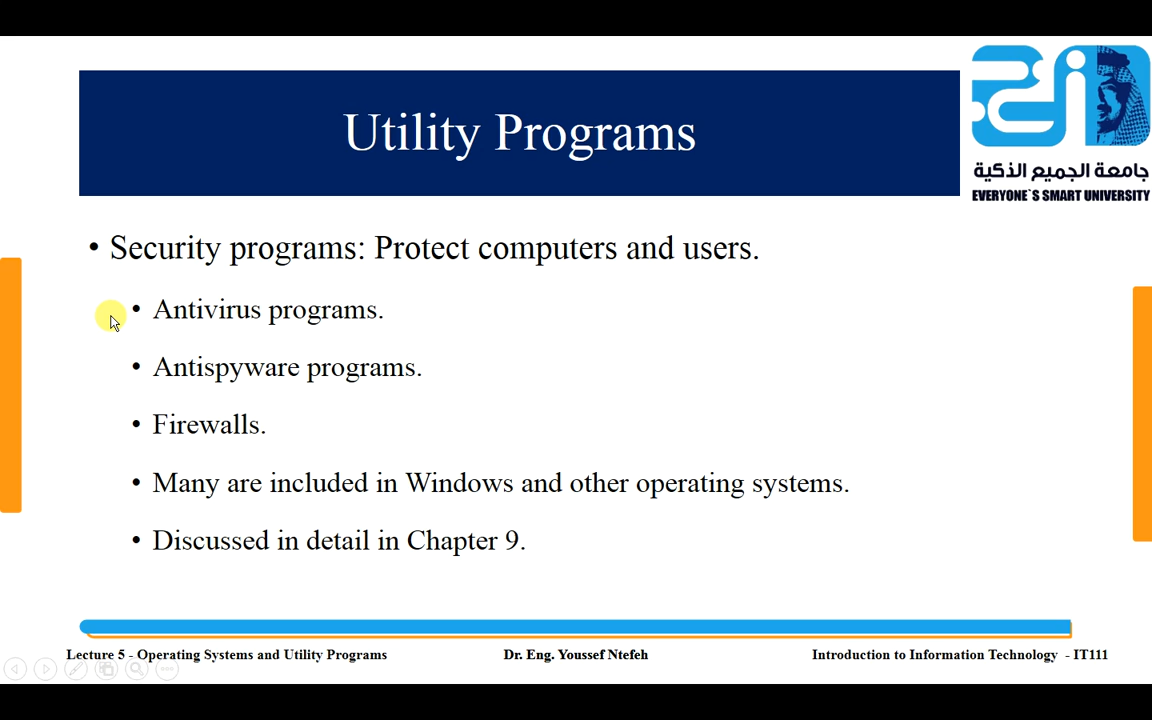 Utility Programs
جامعة الجميع الذكية
EVERYONE`S SMART UNIVERSITY
• Security programs: Protect computers and users.
• Antivirus programs.
• Antispyware programs.
• Firewalls.
• Many are included in Windows and other operating systems.
• Discussed in detail in Chapter 9.
Lecture 5 - Operating Systems and Utility Programs
Dr. Eng. Youssef Ntefeh
Introduction to Information Technology - IT111